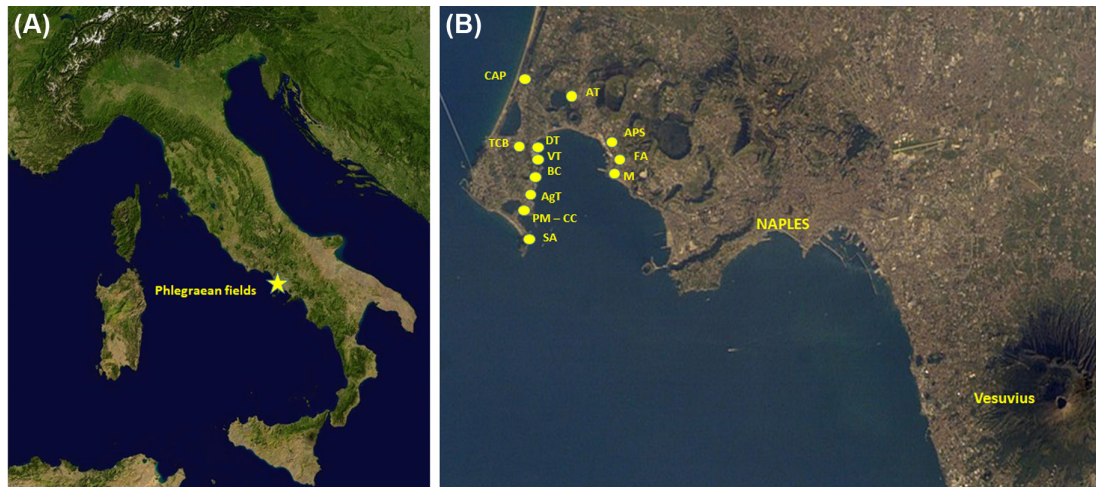 (A)
Phlegraean fields
(B)
CAP
AT
TCB
DT
APS
VT
FA
BC
M
AgT
PM – CC
SA
NAPLES
Vesuvius